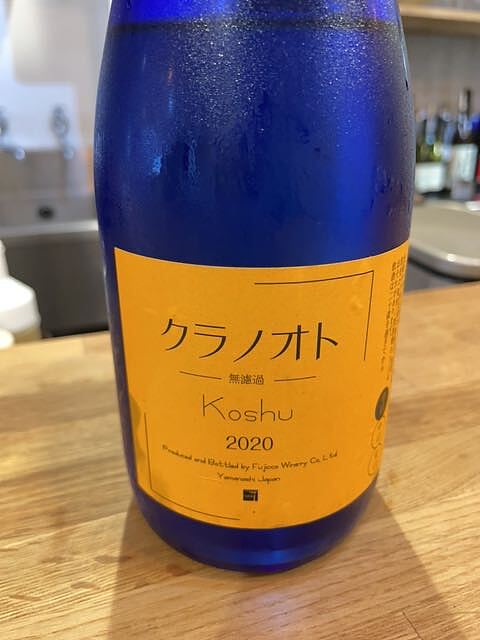 クラノオト
無濾過
Koshu
2020
Produced and Bottled by Fujicco Winery Co., Ltd
Yamanashi Japan